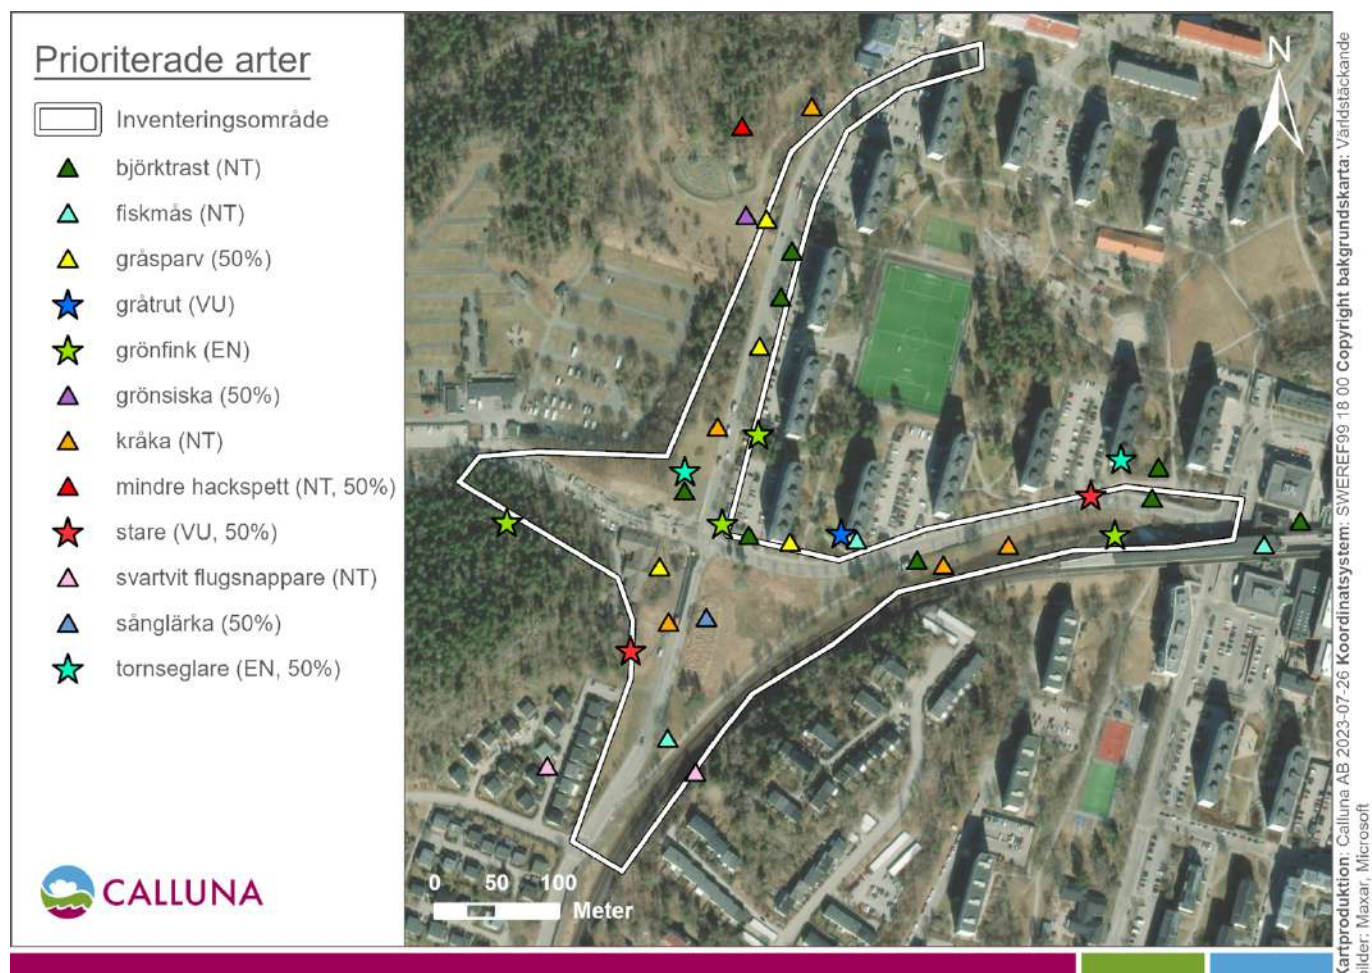 Prioriterade arter
Inventeringsområde
björktrast (NT)
fiskmås (NT)
gråsparv (50%)
gråtrut (VU)
grönfink (EN)
grönsiska (50%)
kråka (NT)
mindre hackspett (NT, 50%)
stare (VU, 50%)
svartvit flugsnappare (NT)
sånglärka (50%)
tornseglare (EN, 50%)
CALLUNA
N
0 50 100
Meter
Kartproduktion: Calluna AB 2023-07-26 Koordinatsystem: SWEREF99 18 00 Copyright bakgrundskarta: Världstäckande
bilder: Maxar, Microsoft